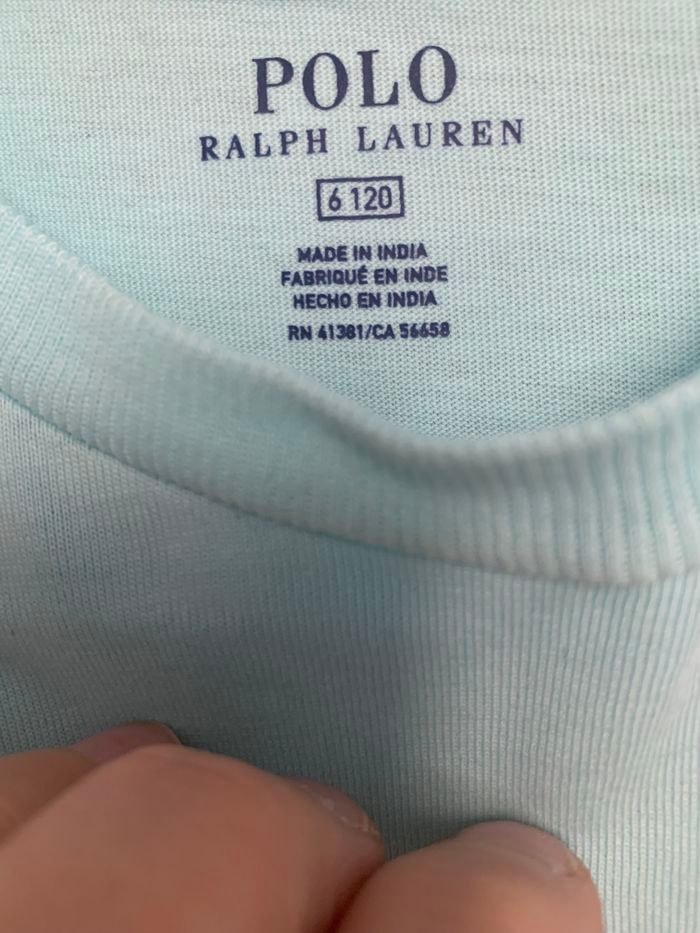 POLO
RALPH LAUREN
6 120
MADE IN INDIA
FABRIQUÉ EN INDE
HECHO EN INDIA
RN 41381/CA 56658